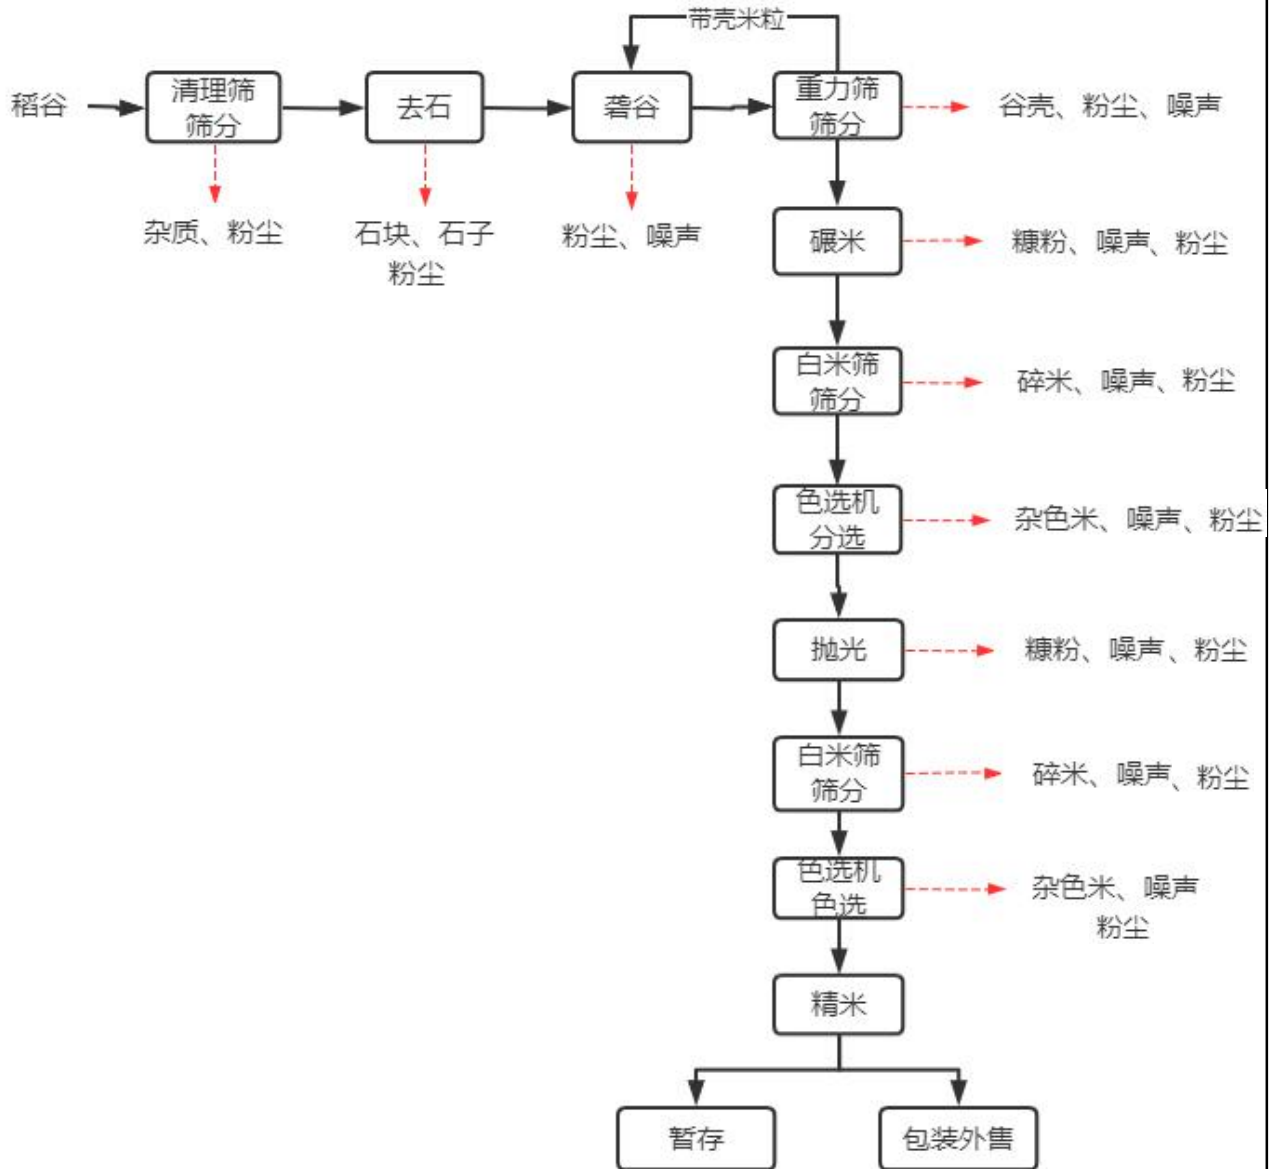 带壳米粒
稻谷
清理筛
筛分
去石
砻谷
重力筛
筛分
谷壳、粉尘、噪声
杂质、粉尘
石块、石子
粉尘
粉尘、噪声
碾米
糠粉、噪声、粉尘
白米筛
筛分
碎米、噪声、粉尘
色选机
分选
杂色米、噪声、粉尘
抛光
糠粉、噪声、粉尘
白米筛
筛分
碎米、噪声、粉尘
色选机
色选
杂色米、噪声
粉尘
精米
暂存
包装外售